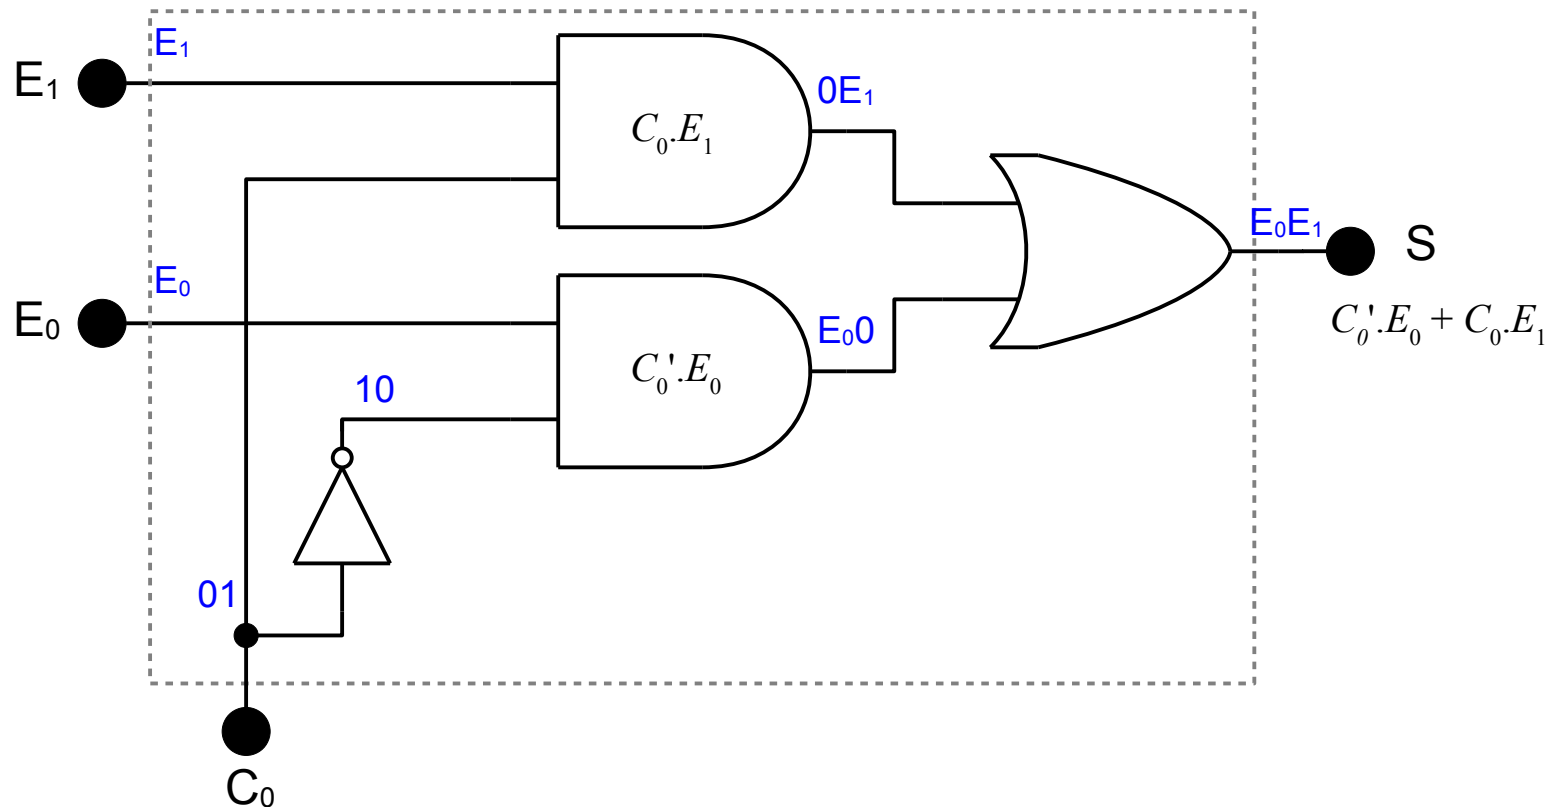 E₁
E₁
C₀.E₁
0E₁
E₀E₁
S
C₀'.E₀ + C₀.E₁
E₀
E₀
C₀'.E₀
E₀0
10
01
C₀